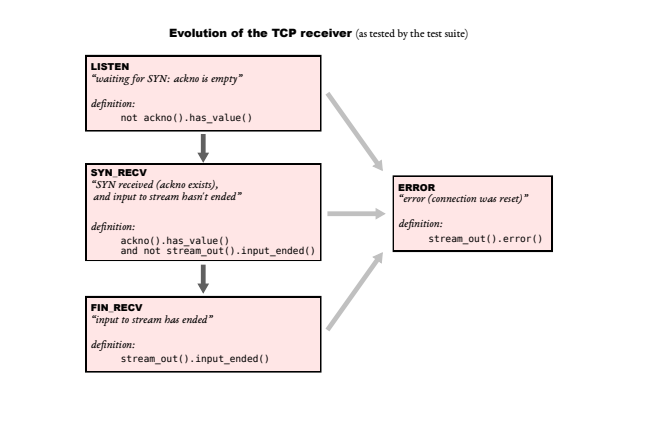 Evolution of the TCP receiver (as tested by the test suite)
LISTEN
“waiting for SYN: ackno is empty”
definition:
not ackno().has_value()
SYN_RECV
“SYN received (ackno exists),
and input to stream hasn't ended”
definition:
ackno().has_value()
and not stream_out().input_ended()
FIN_RECV
“input to stream has ended”
definition:
stream_out().input_ended()
ERROR
“error (connection was reset)”
definition:
stream_out().error()